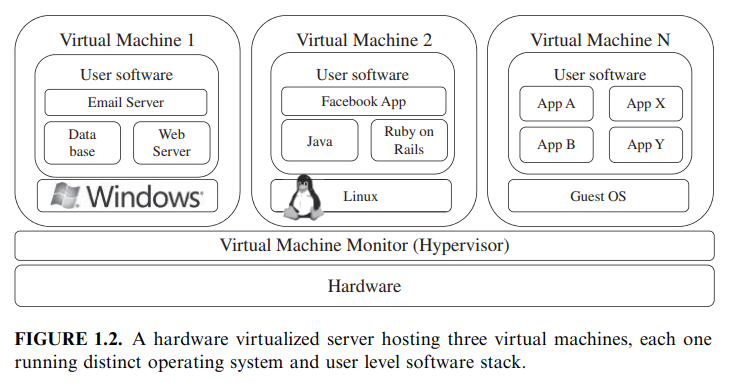 Virtual Machine 1
User software
Email Server
Data
base
Web
Server
Windows
Virtual Machine 2
User software
Facebook App
Java
Ruby on
Rails
Linux
Virtual Machine N
User software
App A
App X
App B
App Y
Guest OS
Virtual Machine Monitor (Hypervisor)
Hardware
FIGURE 1.2. A hardware virtualized server hosting three virtual machines, each one
running distinct operating system and user level software stack.